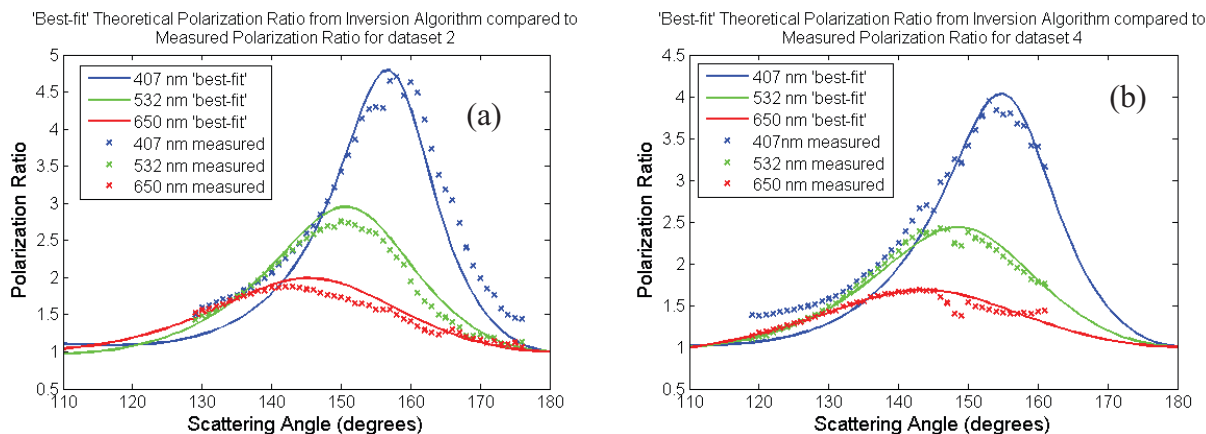 'Best-fit' Theoretical Polarization Ratio from Inversion Algorithm compared to
Measured Polarization Ratio for dataset 2
5
4.5
4
3.5
3
2.5
2
1.5
1
0.5
Polarization Ratio
407 nm 'best-fit'
532 nm 'best-fit'
650 nm 'best-fit'
407 nm measured
532 nm measured
650 nm measured
(a)
110 120 130 140 150 160 170 180
Scattering Angle (degrees)
'Best-fit' Theoretical Polarization Ratio from Inversion Algorithm compared to
Measured Polarization Ratio for dataset 4
4.5
4
3.5
3
2.5
2
1.5
1
0.5
Polarization Ratio
407 nm 'best-fit'
532 nm 'best-fit'
650 nm 'best-fit'
407nm measured
532 nm measured
650 nm measured
(b)
110 120 130 140 150 160 170 180
Scattering Angle (degrees)